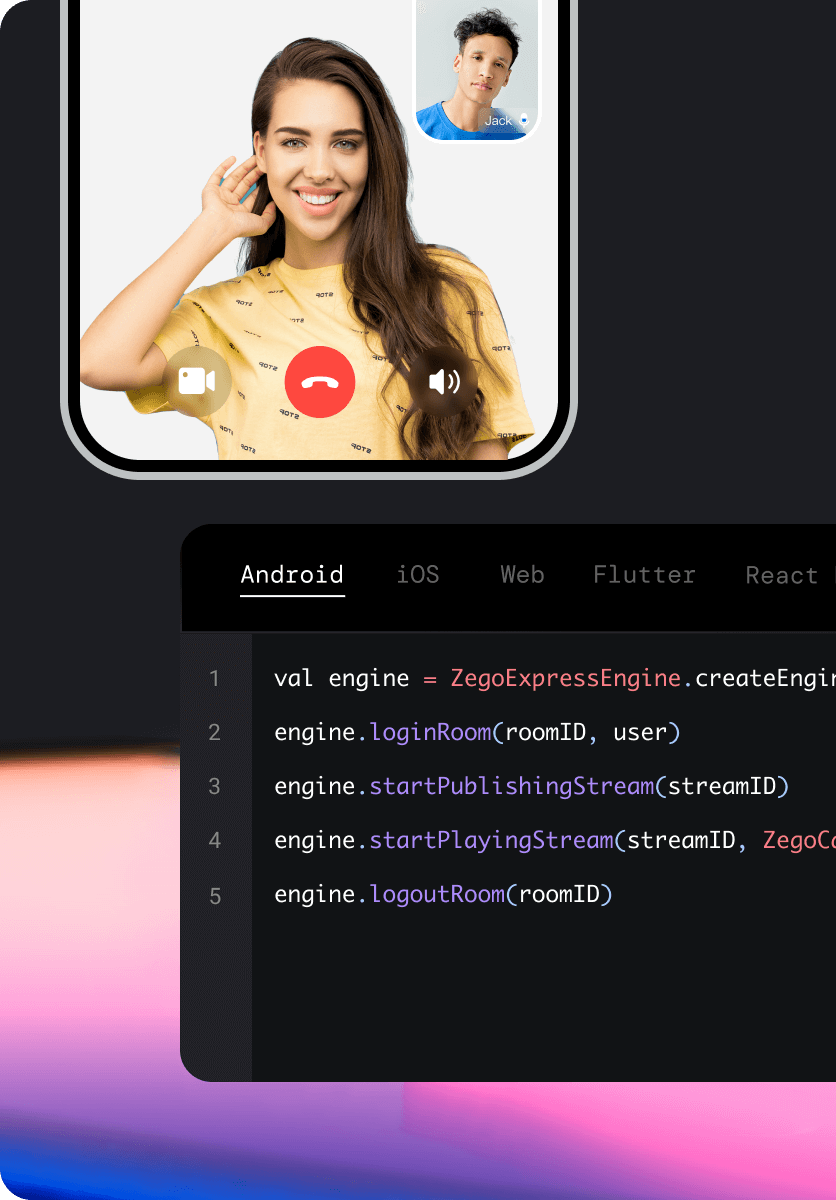 Jack
Android iOS Web Flutter React
1 val engine = ZegoExpressEngine.createEngin
2 engine.loginRoom(roomID, user)
3 engine.startPublishingStream(streamID)
4 engine.startPlayingStream(streamID, ZegoCa
5 engine.logoutRoom(roomID)